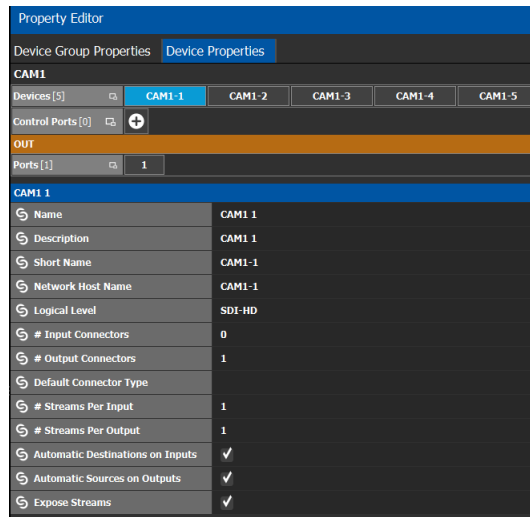 Property Editor
Device Group Properties Device Properties
CAM1
Devices [5] CAM1-1 CAM1-2 CAM1-3 CAM1-4 CAM1-5
Control Ports [0]
OUT
Ports [1] 1
CAM1 1
Name CAM1 1
Description CAM1 1
Short Name CAM1-1
Network Host Name CAM1-1
Logical Level SDI-HD
# Input Connectors 0
# Output Connectors 1
Default Connector Type
# Streams Per Input 1
# Streams Per Output 1
Automatic Destinations on Inputs
Automatic Sources on Outputs
Expose Streams